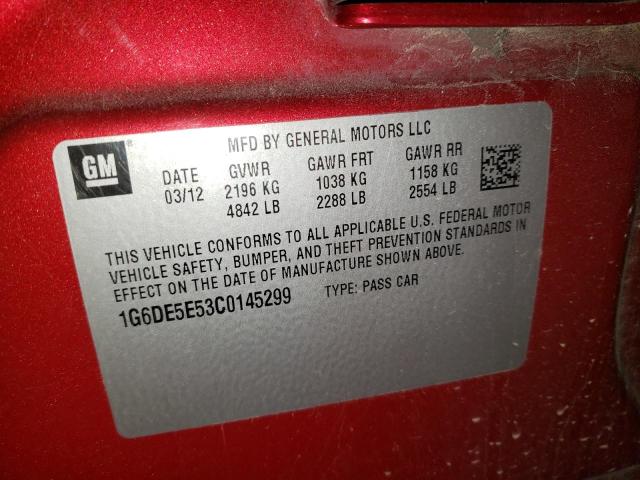 MFD BY GENERAL MOTORS LLC
GM®
DATE GVWR GAWR FRT GAWR RR
03/12 2196 KG 1038 KG 1158 KG
4842 LB 2288 LB 2554 LB
THIS VEHICLE CONFORMS TO ALL APPLICABLE U.S. FEDERAL MOTOR
VEHICLE SAFETY, BUMPER, AND THEFT PREVENTION STANDARDS IN
EFFECT ON THE DATE OF MANUFACTURE SHOWN ABOVE.
1G6DE5E53C0145299 TYPE: PASS CAR